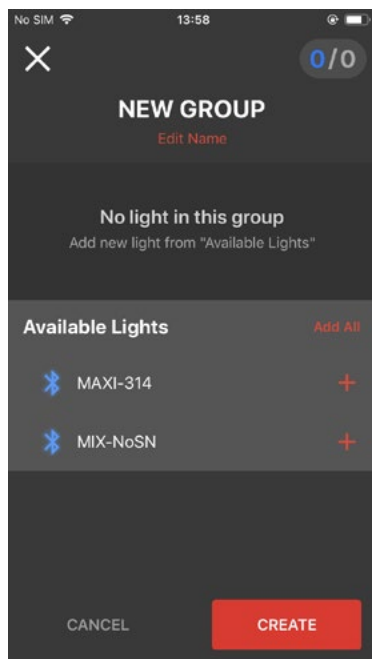 No SIM 13:58
0/0
NEW GROUP
Edit Name
No light in this group
Add new light from "Available Lights"
Available Lights Add All
MAXI-314
MIX-NoSN
CANCEL CREATE